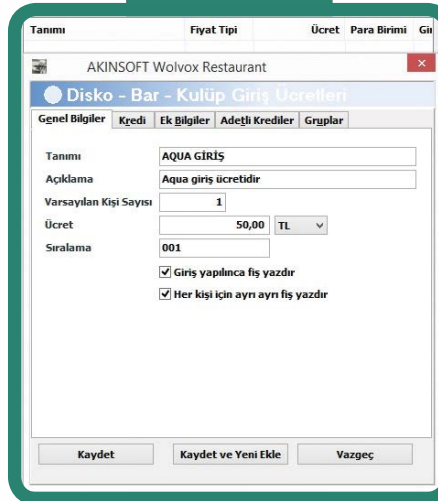 Tanımı Fiyat Tipi Ücret Para Birimi Gir
AKINSOFT Wolvox Restaurant
Disko - Bar - Kulüp Giriş Ücretleri
Genel Bilgiler Kredi Ek Bilgiler Adetli Krediler Gruplar
Tanımı AQUA GİRİŞ
Açıklama Aqua giriş ücretidir
Varsayılan Kişi Sayısı 1
Ücret 50,00 TL
Sıralama 001
Giriş yapılınca fiş yazdır
Her kişi için ayrı ayrı fiş yazdır
Kaydet Kaydet ve Yeni Ekle Vazgeç